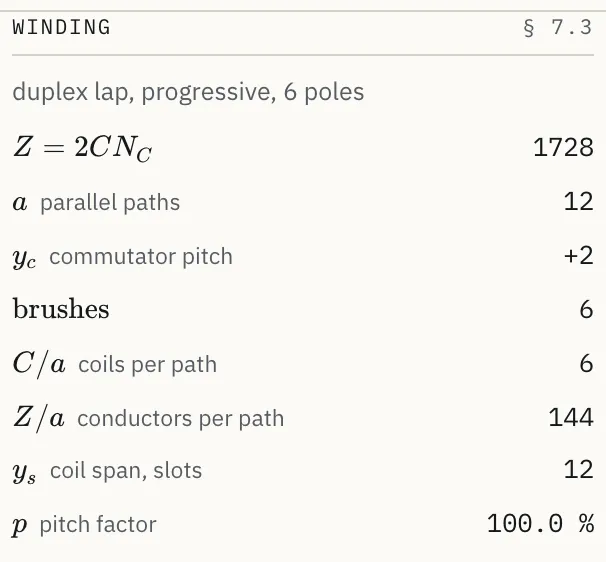 WINDING § 7.3
duplex lap, progressive, 6 poles
Z = 2CN_C 1728
a parallel paths 12
y_c commutator pitch +2
brushes 6
C/a coils per path 6
Z/a conductors per path 144
y_s coil span, slots 12
p pitch factor 100.0 %